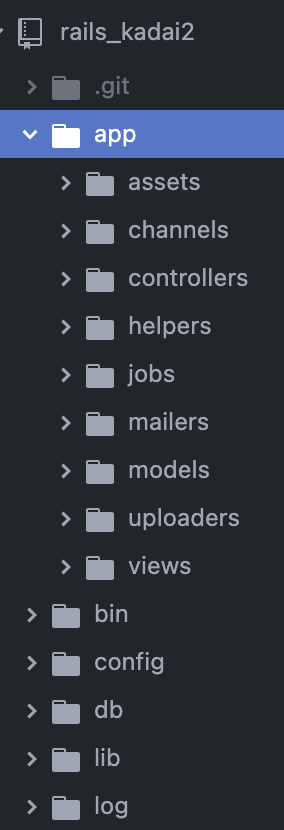 rails_kadai2
.git
app
assets
channels
controllers
helpers
jobs
mailers
models
uploaders
views
bin
config
db
lib
log